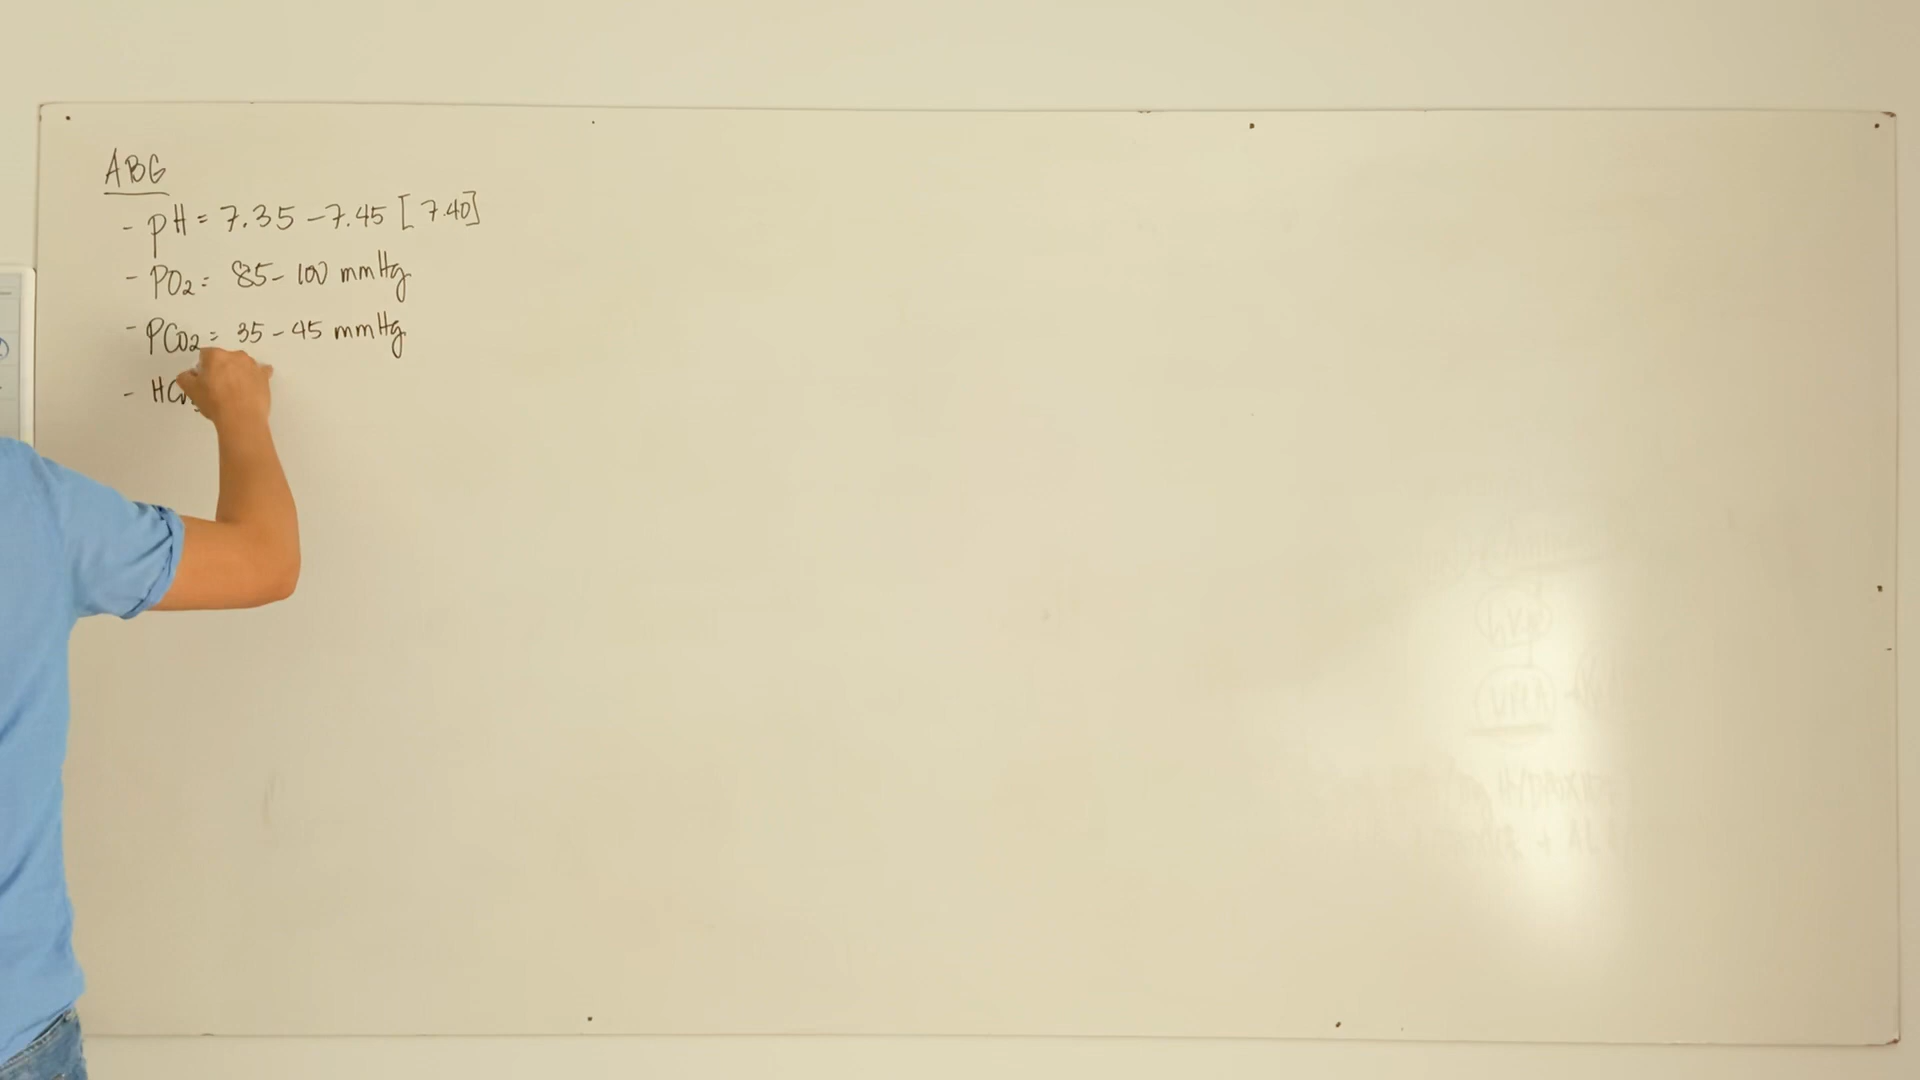 ABG
- pH = 7.35 - 7.45 [7.40]
- PO2 = 85 - 100 mmHg
- PCO2 = 35 - 45 mmHg